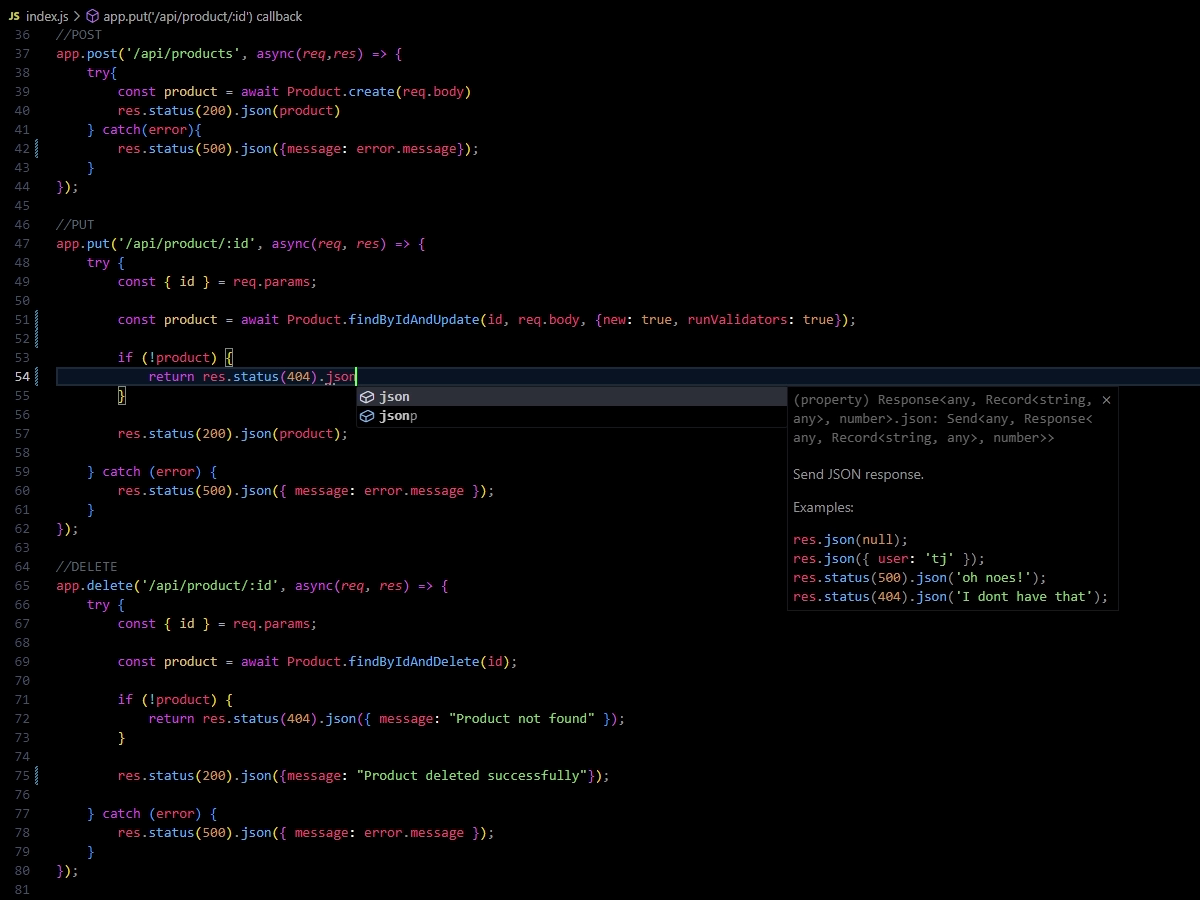 JS index.js > app.put('/api/product/:id') callback
36 //POST
37 app.post('/api/products', async(req,res) => {
38     try{
39         const product = await Product.create(req.body)
40         res.status(200).json(product)
41     } catch(error){
42         res.status(500).json({message: error.message});
43     }
44 });
45
46 //PUT
47 app.put('/api/product/:id', async(req, res) => {
48     try {
49         const { id } = req.params;
50
51         const product = await Product.findByIdAndUpdate(id, req.body, {new: true, runValidators: true});
52
53         if (!product) {
54             return res.status(404).json
json
jsonp
55         }
56
57         res.status(200).json(product);
58
59     } catch (error) {
60         res.status(500).json({ message: error.message });
61     }
62 });
63
64 //DELETE
65 app.delete('/api/product/:id', async(req, res) => {
66     try {
67         const { id } = req.params;
68
69         const product = await Product.findByIdAndDelete(id);
70
71         if (!product) {
72             return res.status(404).json({ message: "Product not found" });
73         }
74
75         res.status(200).json({message: "Product deleted successfully"});
76
77     } catch (error) {
78         res.status(500).json({ message: error.message });
79     }
80 });
81
(property) Response<any, Record<string, ×
any>, number>.json: Send<any, Response<
any, Record<string, any>, number>>
Send JSON response.
Examples:
res.json(null);
res.json({ user: 'tj' });
res.status(500).json('oh noes!');
res.status(404).json('I dont have that');